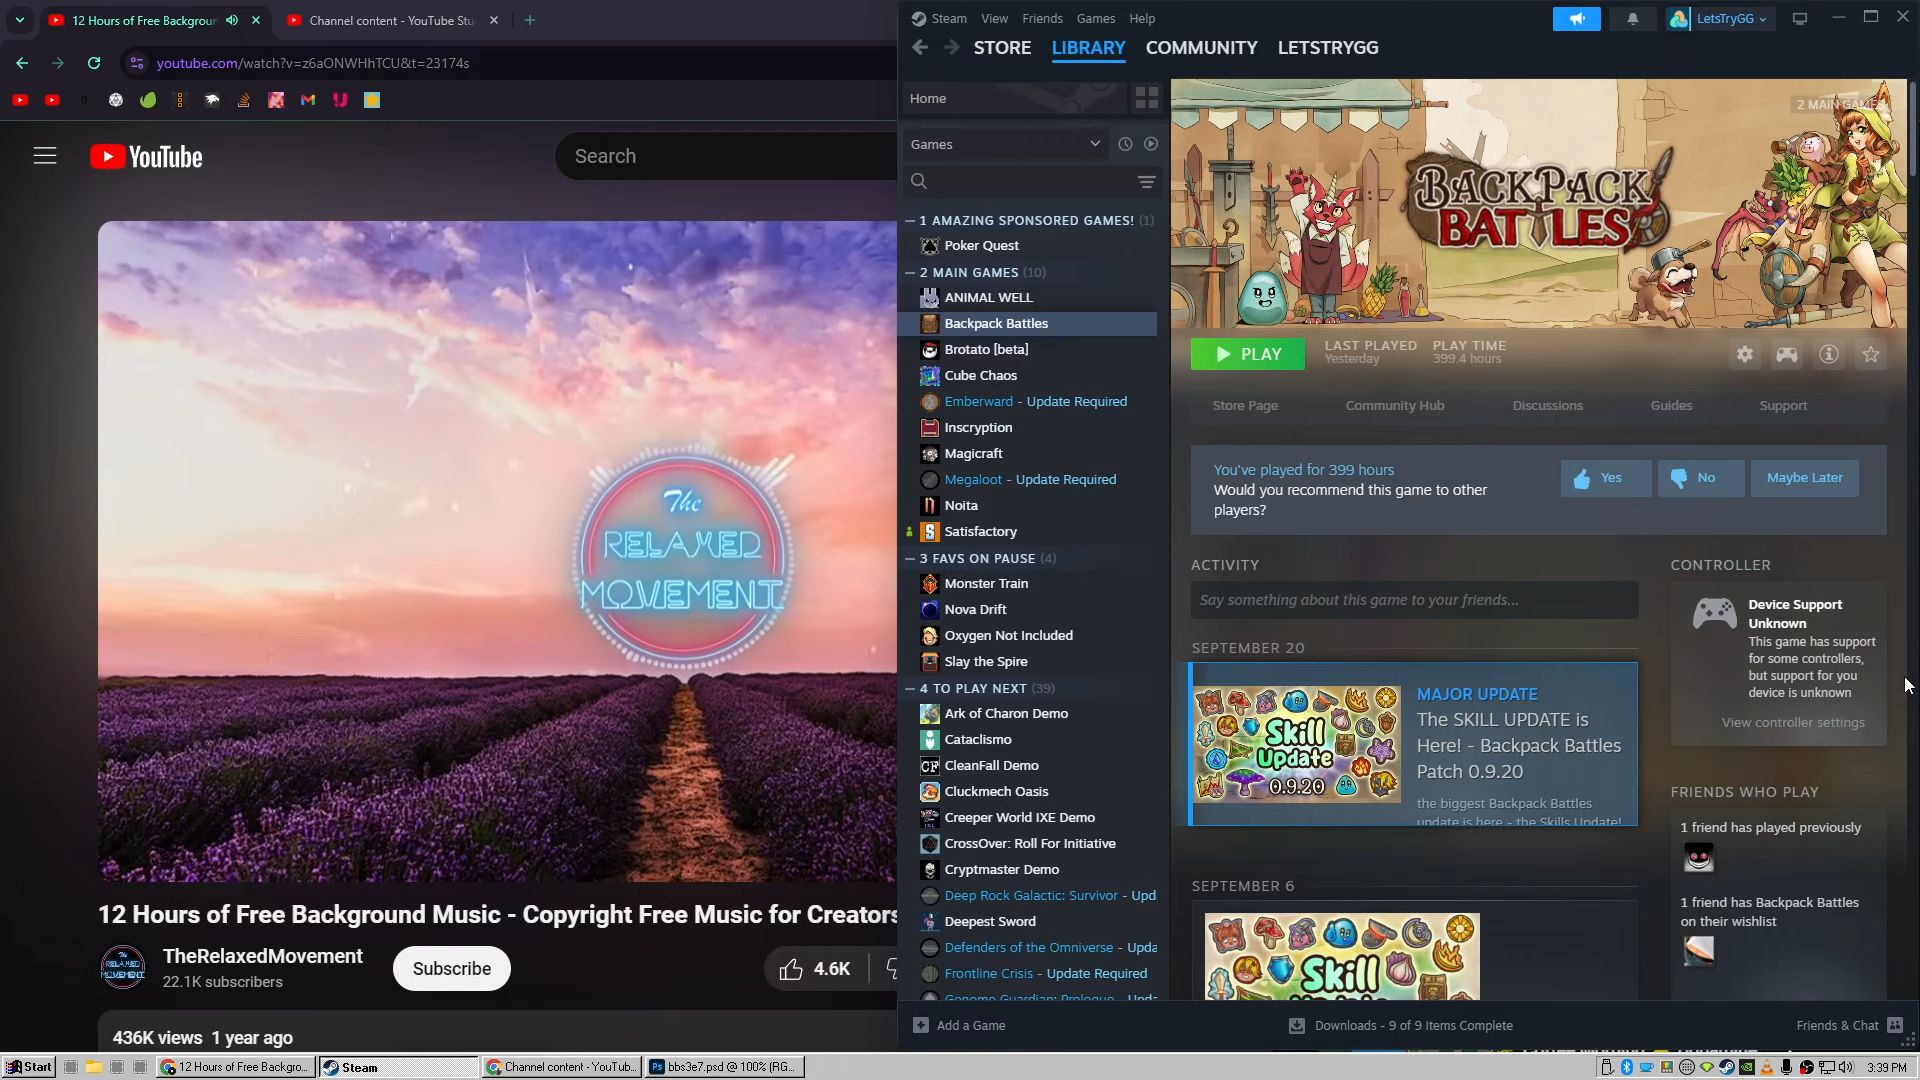 12 Hours of Free Backgroun
Channel content - YouTube Stu
youtube.com/watch?v=z6aONWHhTCU&t=23174s
YouTube
Search
The
RELAXED
MOVEMENT
12 Hours of Free Background Music - Copyright Free Music for Creators
TheRelaxedMovement
22.1K subscribers
Subscribe
4.6K
436K views 1 year ago
Steam View Friends Games Help
LetsTryGG
STORE LIBRARY COMMUNITY LETSTRYGG
Home
Games
1 AMAZING SPONSORED GAMES! (1)
Poker Quest
2 MAIN GAMES (10)
ANIMAL WELL
Backpack Battles
Brotato [beta]
Cube Chaos
Emberward - Update Required
Inscryption
Magicraft
Megaloot - Update Required
Noita
Satisfactory
3 FAVS ON PAUSE (4)
Monster Train
Nova Drift
Oxygen Not Included
Slay the Spire
4 TO PLAY NEXT (39)
Ark of Charon Demo
Cataclismo
CleanFall Demo
Cluckmech Oasis
Creeper World IXE Demo
CrossOver: Roll For Initiative
Cryptmaster Demo
Deep Rock Galactic: Survivor - Upd
Deepest Sword
Defenders of the Omniverse - Upda
Frontline Crisis - Update Required
Genome Guardian: Prologue - Upda
2 MAIN GAMES
BACKPACK
BATTLES
PLAY
LAST PLAYED
Yesterday
PLAY TIME
399.4 hours
Store Page
Community Hub
Discussions
Guides
Support
You've played for 399 hours
Would you recommend this game to other
players?
Yes
No
Maybe Later
ACTIVITY
Say something about this game to your friends...
SEPTEMBER 20
Skill
Update
0.9.20
MAJOR UPDATE
The SKILL UPDATE is
Here! - Backpack Battles
Patch 0.9.20
the biggest Backpack Battles
update is here - the Skills Update!
SEPTEMBER 6
Skill
CONTROLLER
Device Support
Unknown
This game has support
for some controllers,
but support for you
device is unknown
View controller settings
FRIENDS WHO PLAY
1 friend has played previously
1 friend has Backpack Battles
on their wishlist
Add a Game
Downloads - 9 of 9 Items Complete
Friends & Chat
Start
12 Hours of Free Backgro...
Steam
Channel content - YouTub...
bbs3e7.psd @ 100% (RG...
3:39 PM